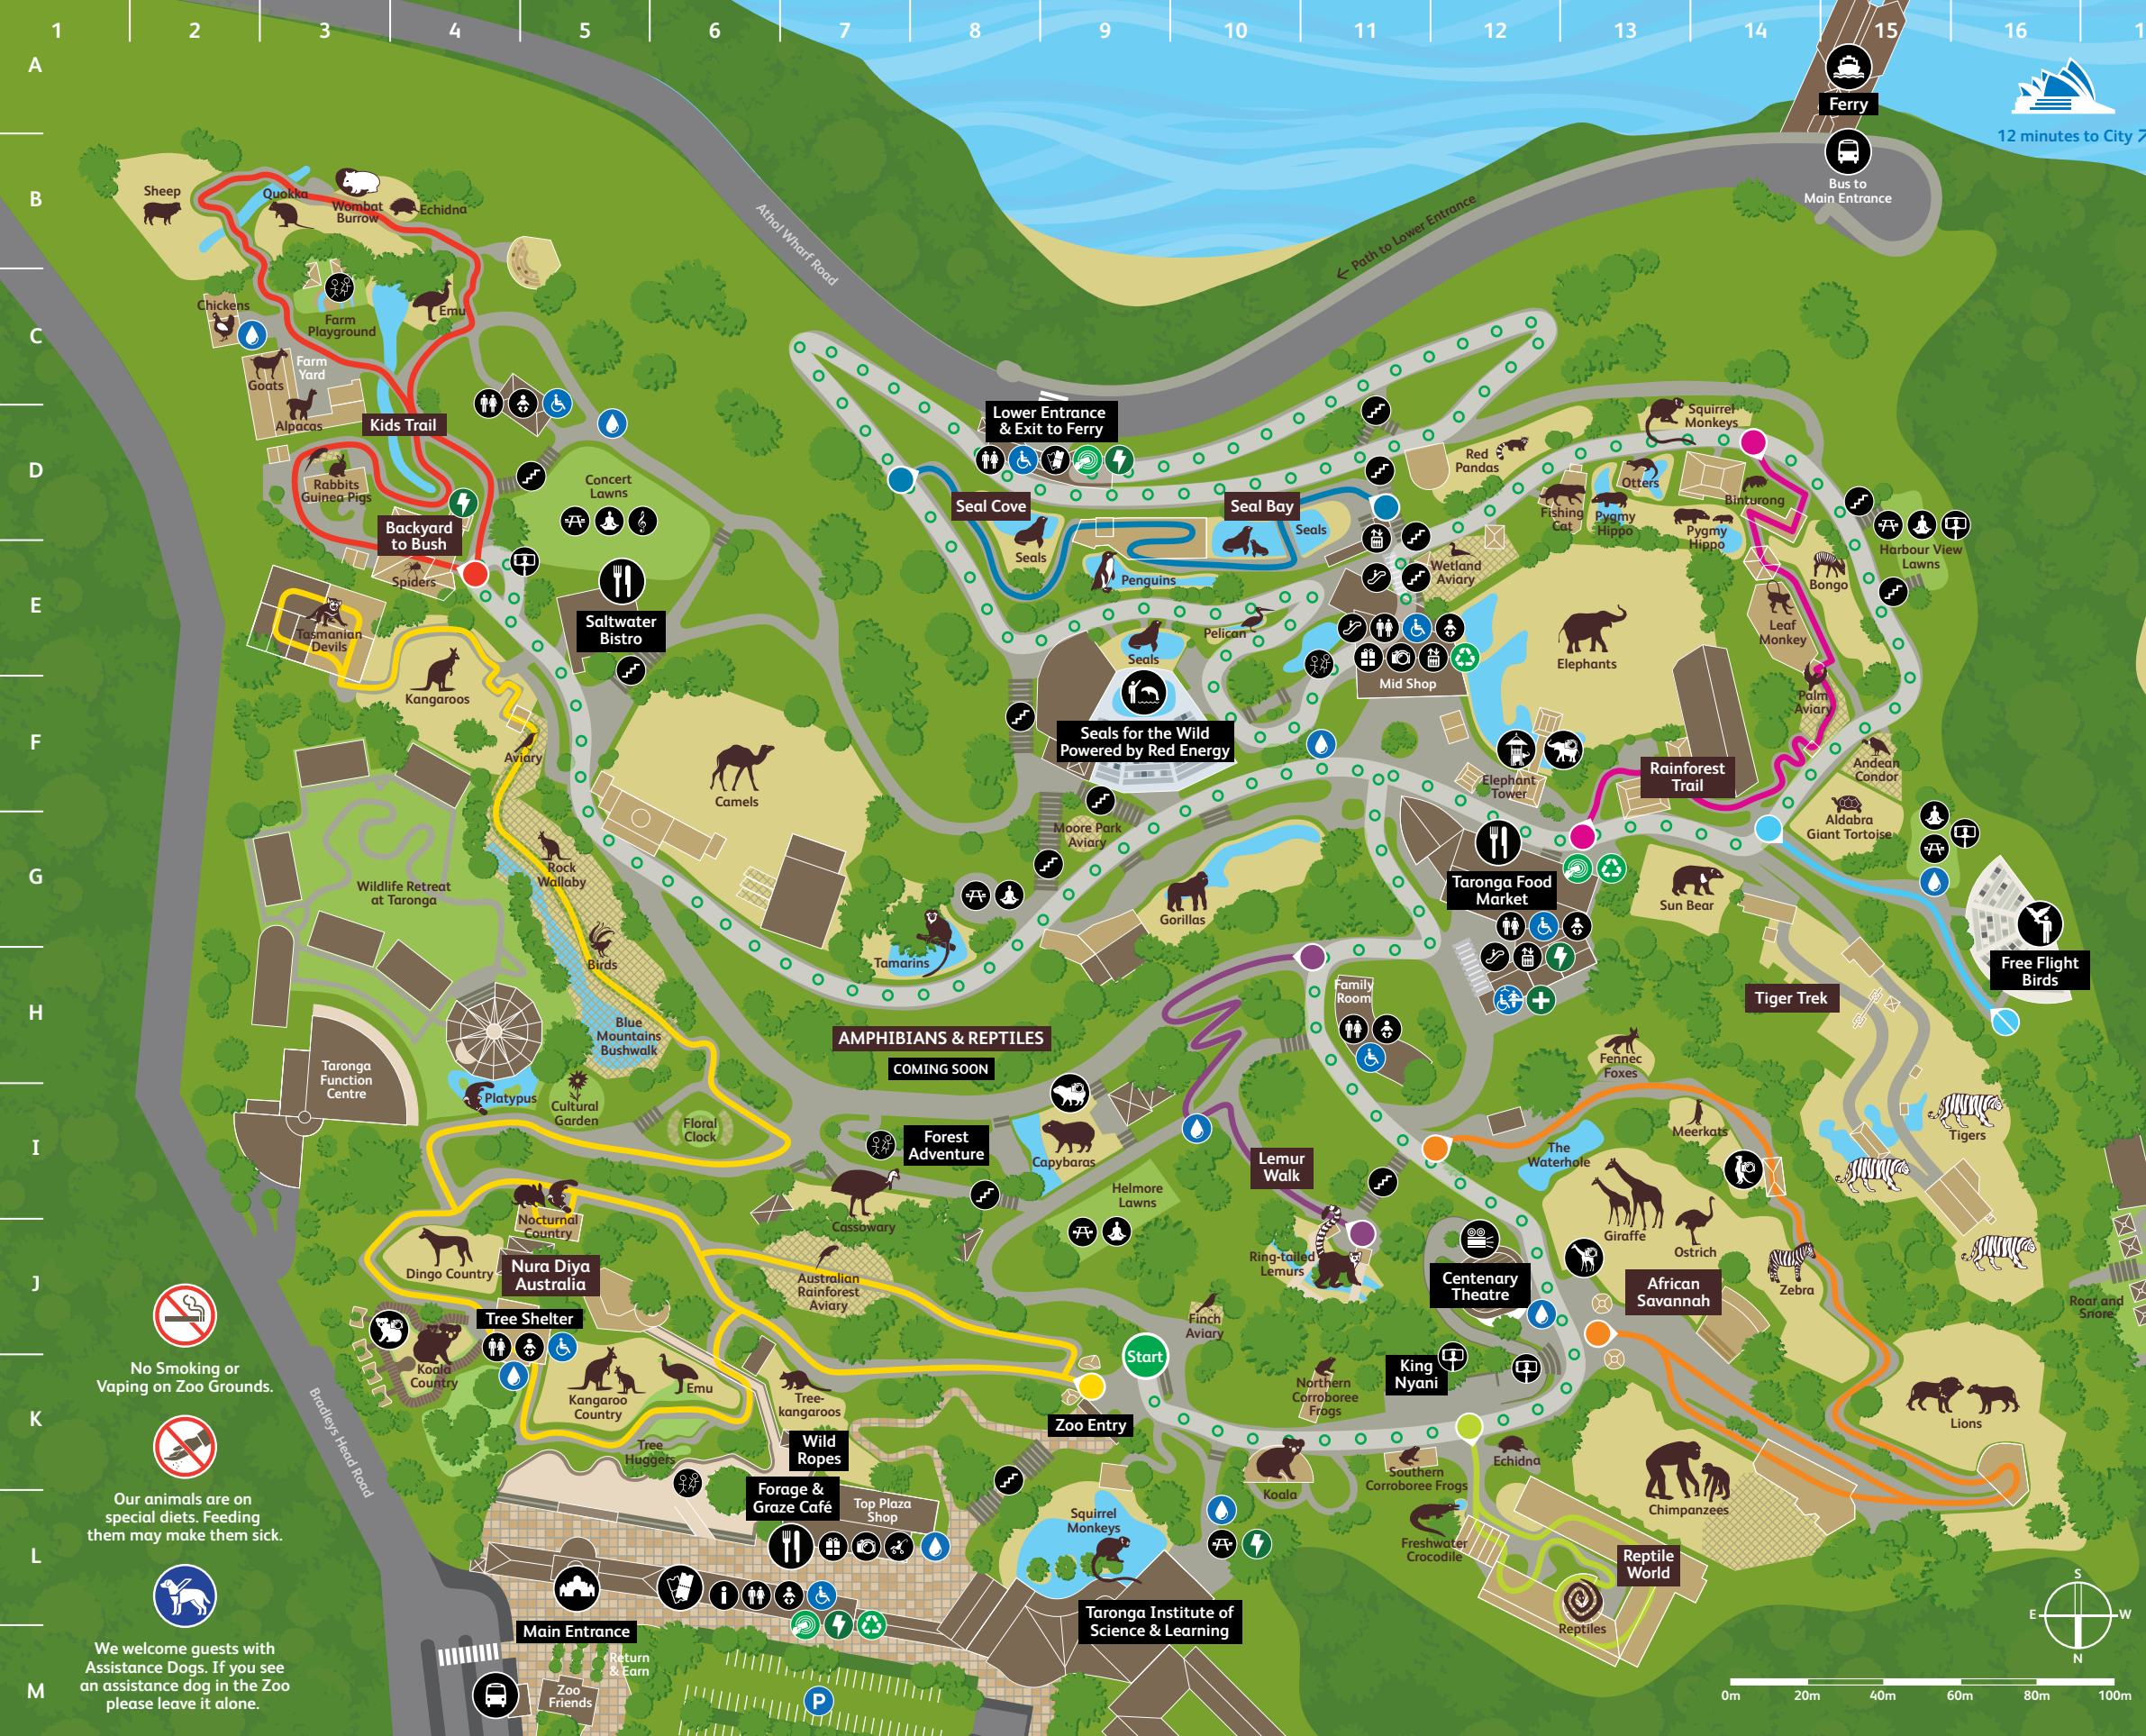 1 2 3 4 5 6 7 8 9 10 11 12 13 14 15 16 1
A
B
C
D
E
F
G
H
I
J
K
L
M
Ferry
12 minutes to City
Bus to
Main Entrance
Athol Wharf Road
Path to Lower Entrance
Sheep
Quokka
Wombat
Burrow
Echidna
Chickens
Farm
Playground
Emu
Farm
Yard
Goats
Alpacas
Kids Trail
Rabbits
Guinea Pigs
Backyard
to Bush
Spiders
Concert
Lawns
Saltwater
Bistro
Tasmanian
Devils
Kangaroos
Aviary
Camels
Lower Entrance
& Exit to Ferry
Seal Cove
Seals
Seal Bay
Seals
Penguins
Pelican
Seals
Seals for the Wild
Powered by Red Energy
Red
Pandas
Squirrel
Monkeys
Otters
Fishing
Cat
Pygmy
Hippo
Binturong
Pygmy
Hippo
Bongo
Harbour View
Lawns
Wetland
Aviary
Leaf
Monkey
Elephants
Mid Shop
Palm
Aviary
Elephant
Tower
Rainforest
Trail
Andean
Condor
Aldabra
Giant Tortoise
Moore Park
Aviary
Rock
Wallaby
Wildlife Retreat
at Taronga
Birds
Tamarins
Gorillas
Taronga Food
Market
Sun Bear
Free Flight
Birds
Tiger Trek
Family
Room
Blue
Mountains
Bushwalk
AMPHIBIANS & REPTILES
COMING SOON
Taronga
Function
Centre
Platypus
Cultural
Garden
Floral
Clock
Forest
Adventure
Capybaras
Fennec
Foxes
Meerkats
The
Waterhole
Tigers
Lemur
Walk
Helmore
Lawns
Cassowary
Nocturnal
Country
Dingo Country
Nura Diya
Australia
Tree Shelter
Australian
Rainforest
Aviary
Finch
Aviary
Ring-tailed
Lemurs
Centenary
Theatre
Giraffe
Ostrich
African
Savannah
Zebra
Roar and
Snore
Start
King
Nyani
Koala
Country
Kangaroo
Country
Emu
Tree-
kangaroos
Tree
Huggers
Wild
Ropes
Zoo Entry
Northern
Corroboree
Frogs
Koala
Southern
Corroboree Frogs
Echidna
Lions
Chimpanzees
Forage &
Graze Café
Top Plaza
Shop
Squirrel
Monkeys
Freshwater
Crocodile
Reptile
World
Reptiles
Taronga Institute of
Science & Learning
Main Entrance
Return
& Earn
Zoo
Friends
P
Bradleys Head Road
No Smoking or
Vaping on Zoo Grounds.
Our animals are on
special diets. Feeding
them may make them sick.
We welcome guests with
Assistance Dogs. If you see
an assistance dog in the Zoo
please leave it alone.
S
E W
N
0m 20m 40m 60m 80m 100m